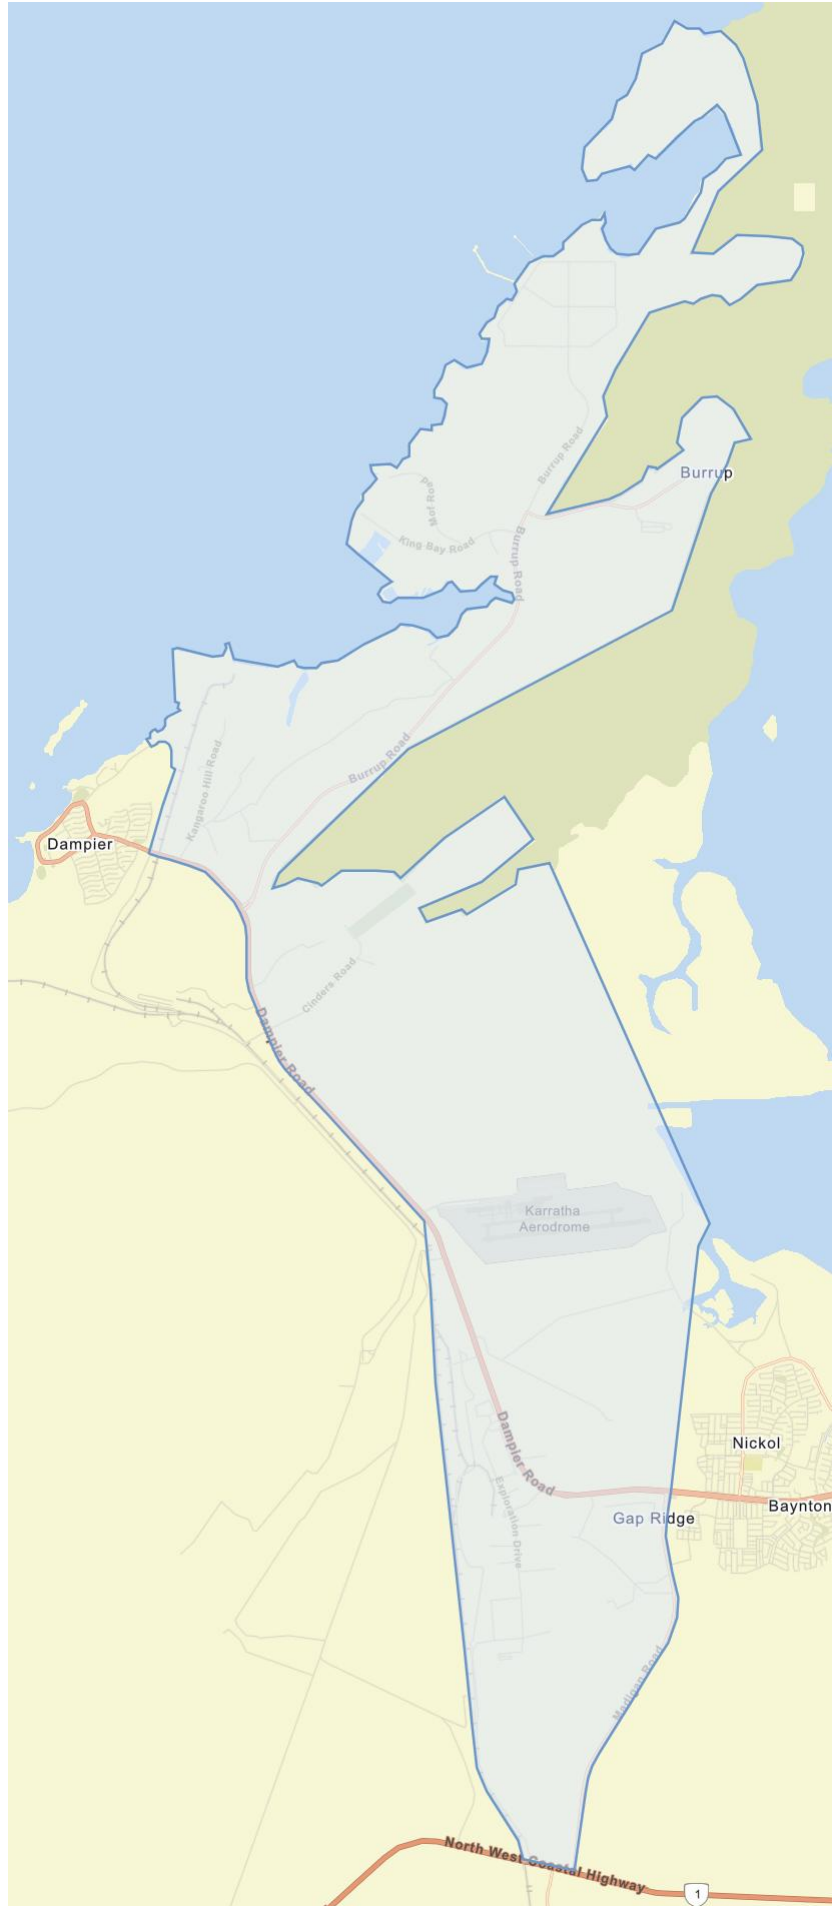 Burrup Road
Burrup
Mof Road
King Bay Road
Burrup Road
Burrup Road
Kangaroo Hill Road
Dampier
Cinders Road
Dampier Road
Karratha
Aerodrome
Dampier Road
Nickol
Exploration Drive
Baynton
Gap Ridge
Madigan Road
North West Coastal Highway
1